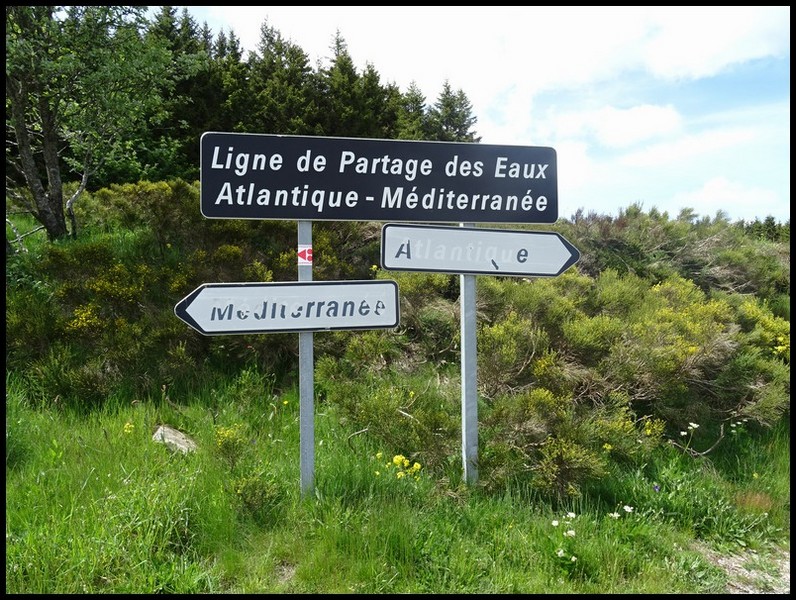 Ligne de Partage des Eaux
Atlantique - Méditerranée
Atlantique
Méditerranée